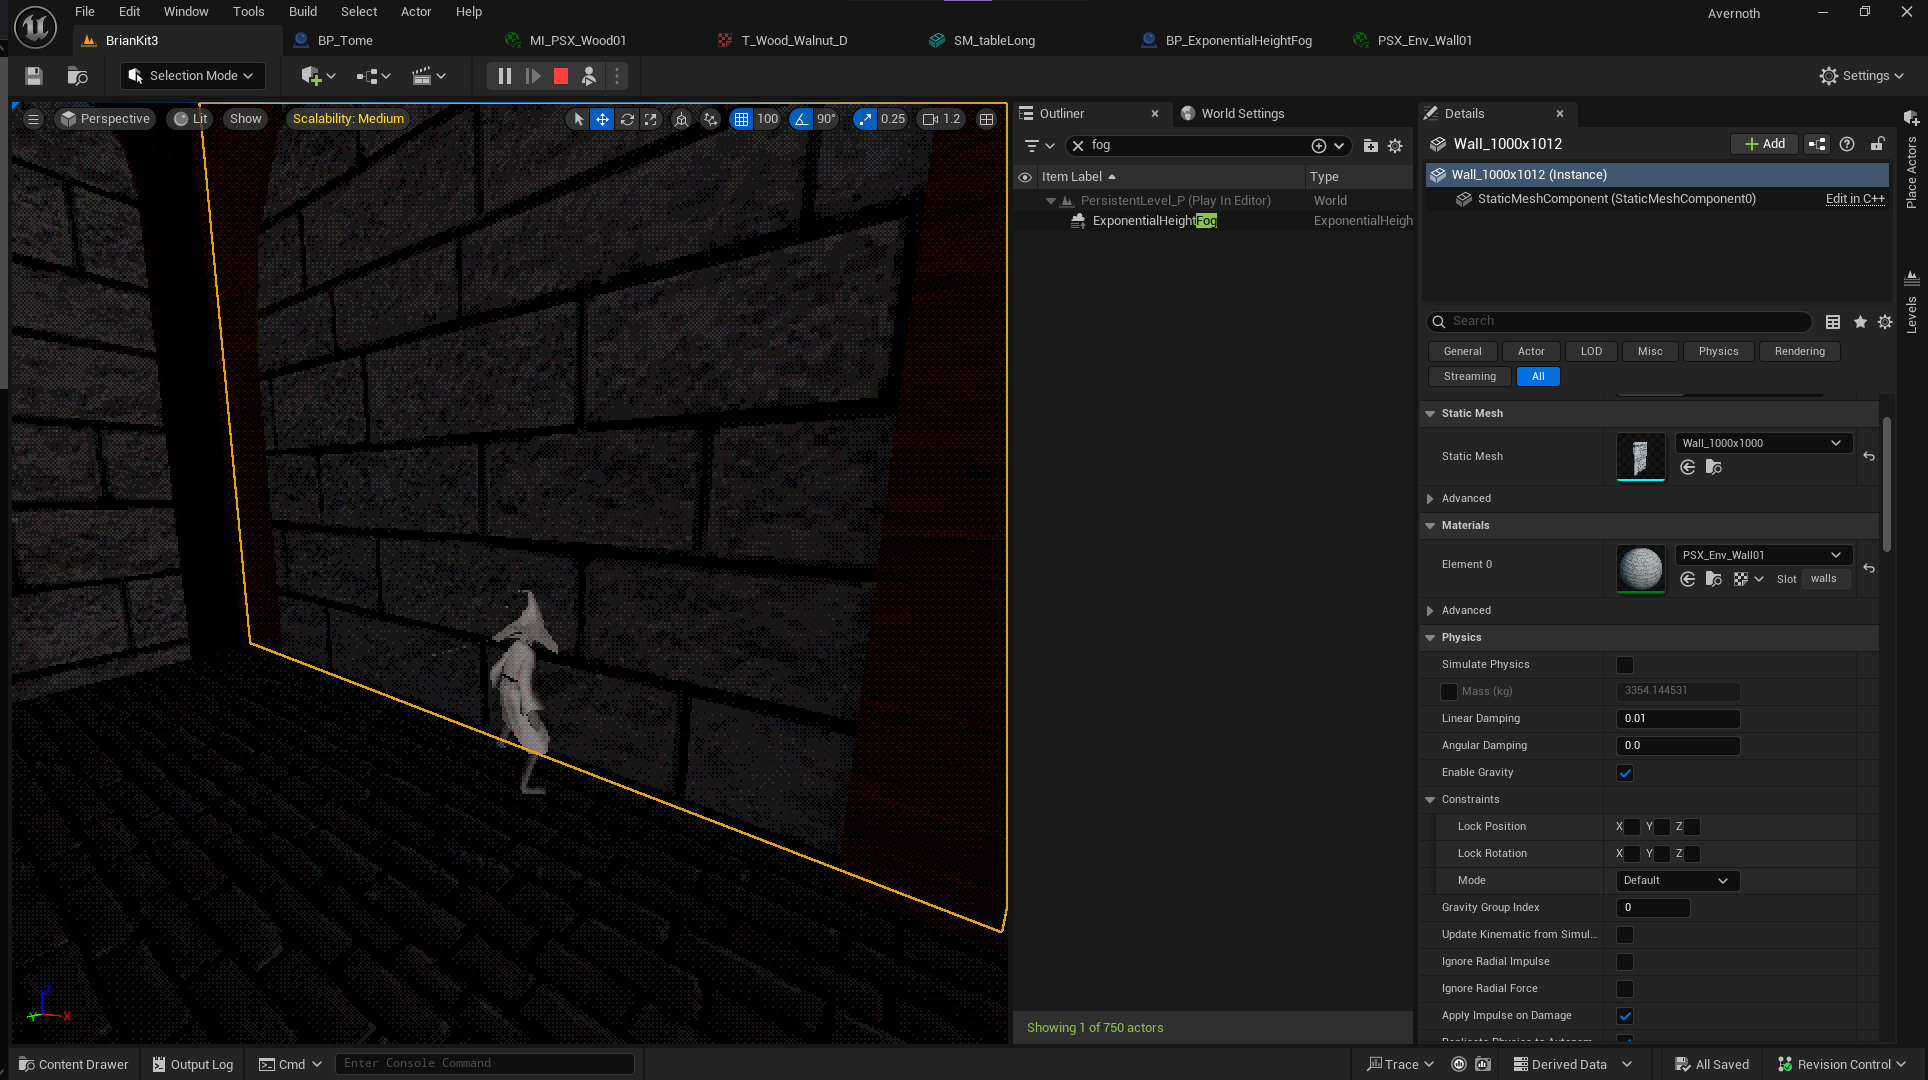 File Edit Window Tools Build Select Actor Help
Avernoth
BrianKit3 BP_Tome MI_PSX_Wood01 T_Wood_Walnut_D SM_tableLong BP_ExponentialHeightFog PSX_Env_Wall01
Selection Mode
Settings
Perspective Lit Show Scalability: Medium 100 90° 0.25 1.2
Outliner World Settings
fog
Item Label Type
PersistentLevel_P (Play In Editor) World
ExponentialHeightFog ExponentialHeigh
Showing 1 of 750 actors
Details
Wall_1000x1012
Add
Wall_1000x1012 (Instance)
StaticMeshComponent (StaticMeshComponent0) Edit in C++
Search
General Actor LOD Misc Physics Rendering
Streaming All
Static Mesh
Static Mesh Wall_1000x1000
Advanced
Materials
Element 0 PSX_Env_Wall01
Slot walls
Advanced
Physics
Simulate Physics
Mass (kg) 3354.144531
Linear Damping 0.01
Angular Damping 0.0
Enable Gravity
Constraints
Lock Position X Y Z
Lock Rotation X Y Z
Mode Default
Gravity Group Index 0
Update Kinematic from Simul...
Ignore Radial Impulse
Ignore Radial Force
Apply Impulse on Damage
Place Actors
Levels
Z
Y X
Content Drawer Output Log Cmd Enter Console Command
Trace Derived Data All Saved Revision Control